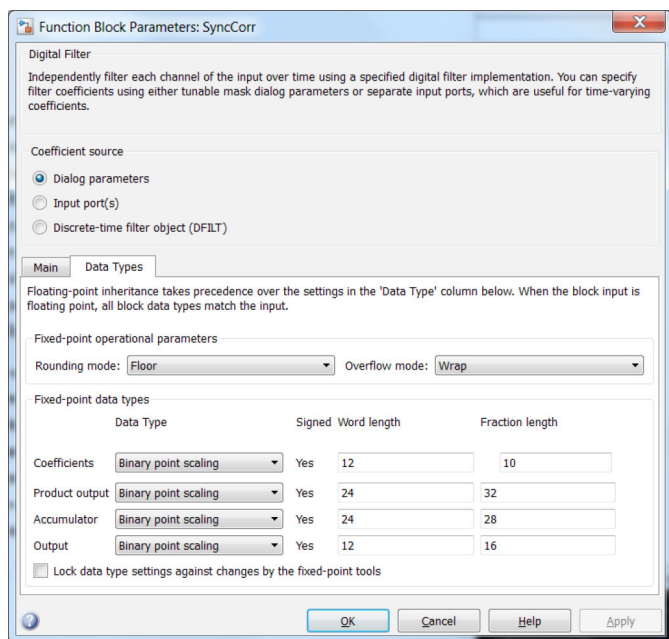 Function Block Parameters: SyncCorr
Digital Filter
Independently filter each channel of the input over time using a specified digital filter implementation. You can specify
filter coefficients using either tunable mask dialog parameters or separate input ports, which are useful for time-varying
coefficients.
Coefficient source
Dialog parameters
Input port(s)
Discrete-time filter object (DFILT)
Main Data Types
Floating-point inheritance takes precedence over the settings in the 'Data Type' column below. When the block input is
floating point, all block data types match the input.
Fixed-point operational parameters
Rounding mode: Floor Overflow mode: Wrap
Fixed-point data types
Data Type Signed Word length Fraction length
Coefficients Binary point scaling Yes 12 10
Product output Binary point scaling Yes 24 32
Accumulator Binary point scaling Yes 24 28
Output Binary point scaling Yes 12 16
Lock data type settings against changes by the fixed-point tools
OK Cancel Help Apply